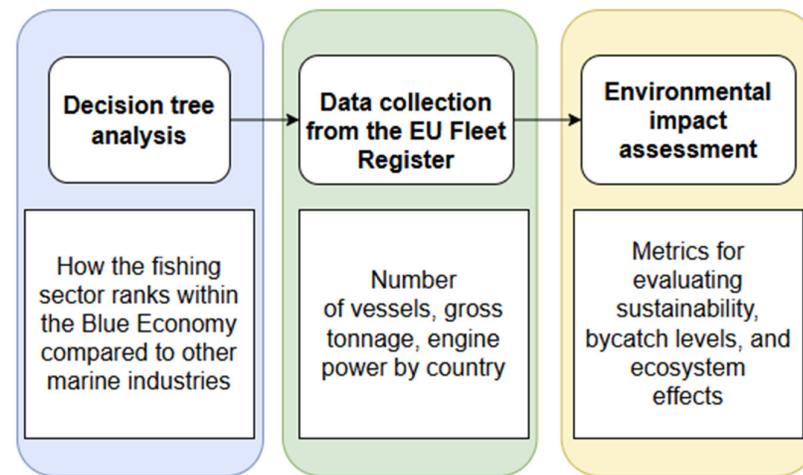 Decision tree
analysis
Data collection
from the EU Fleet
Register
Environmental
impact
assessment
How the fishing
sector ranks within
the Blue Economy
compared to other
marine industries
Number
of vessels, gross
tonnage, engine
power by country
Metrics for
evaluating
sustainability,
bycatch levels, and
ecosystem
effects